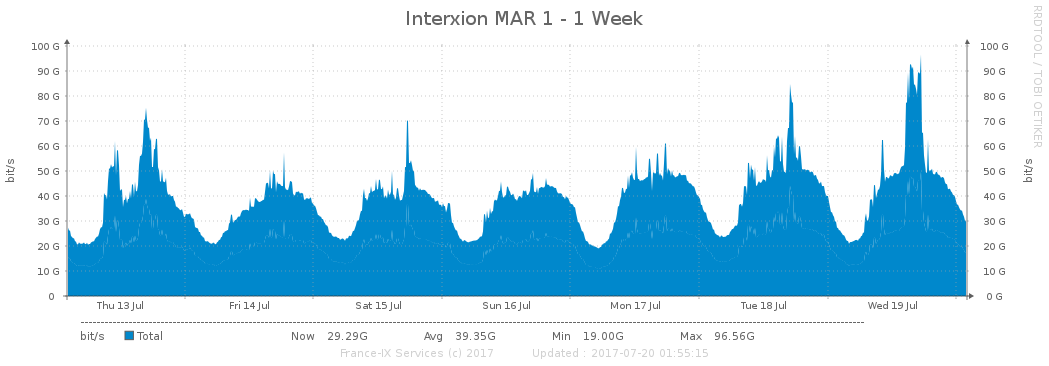 Interxion MAR 1 - 1 Week
RRDTOOL / TOBI OETIKER
bit/s
bit/s
100 G 100 G
90 G 90 G
80 G 80 G
70 G 70 G
60 G 60 G
50 G 50 G
40 G 40 G
30 G 30 G
20 G 20 G
10 G 10 G
0 0 G
Thu 13 Jul Fri 14 Jul Sat 15 Jul Sun 16 Jul Mon 17 Jul Tue 18 Jul Wed 19 Jul
bit/s Total Now 29.29G Avg 39.35G Min 19.00G Max 96.56G
France-IX Services (c) 2017 Updated : 2017-07-20 01:55:15